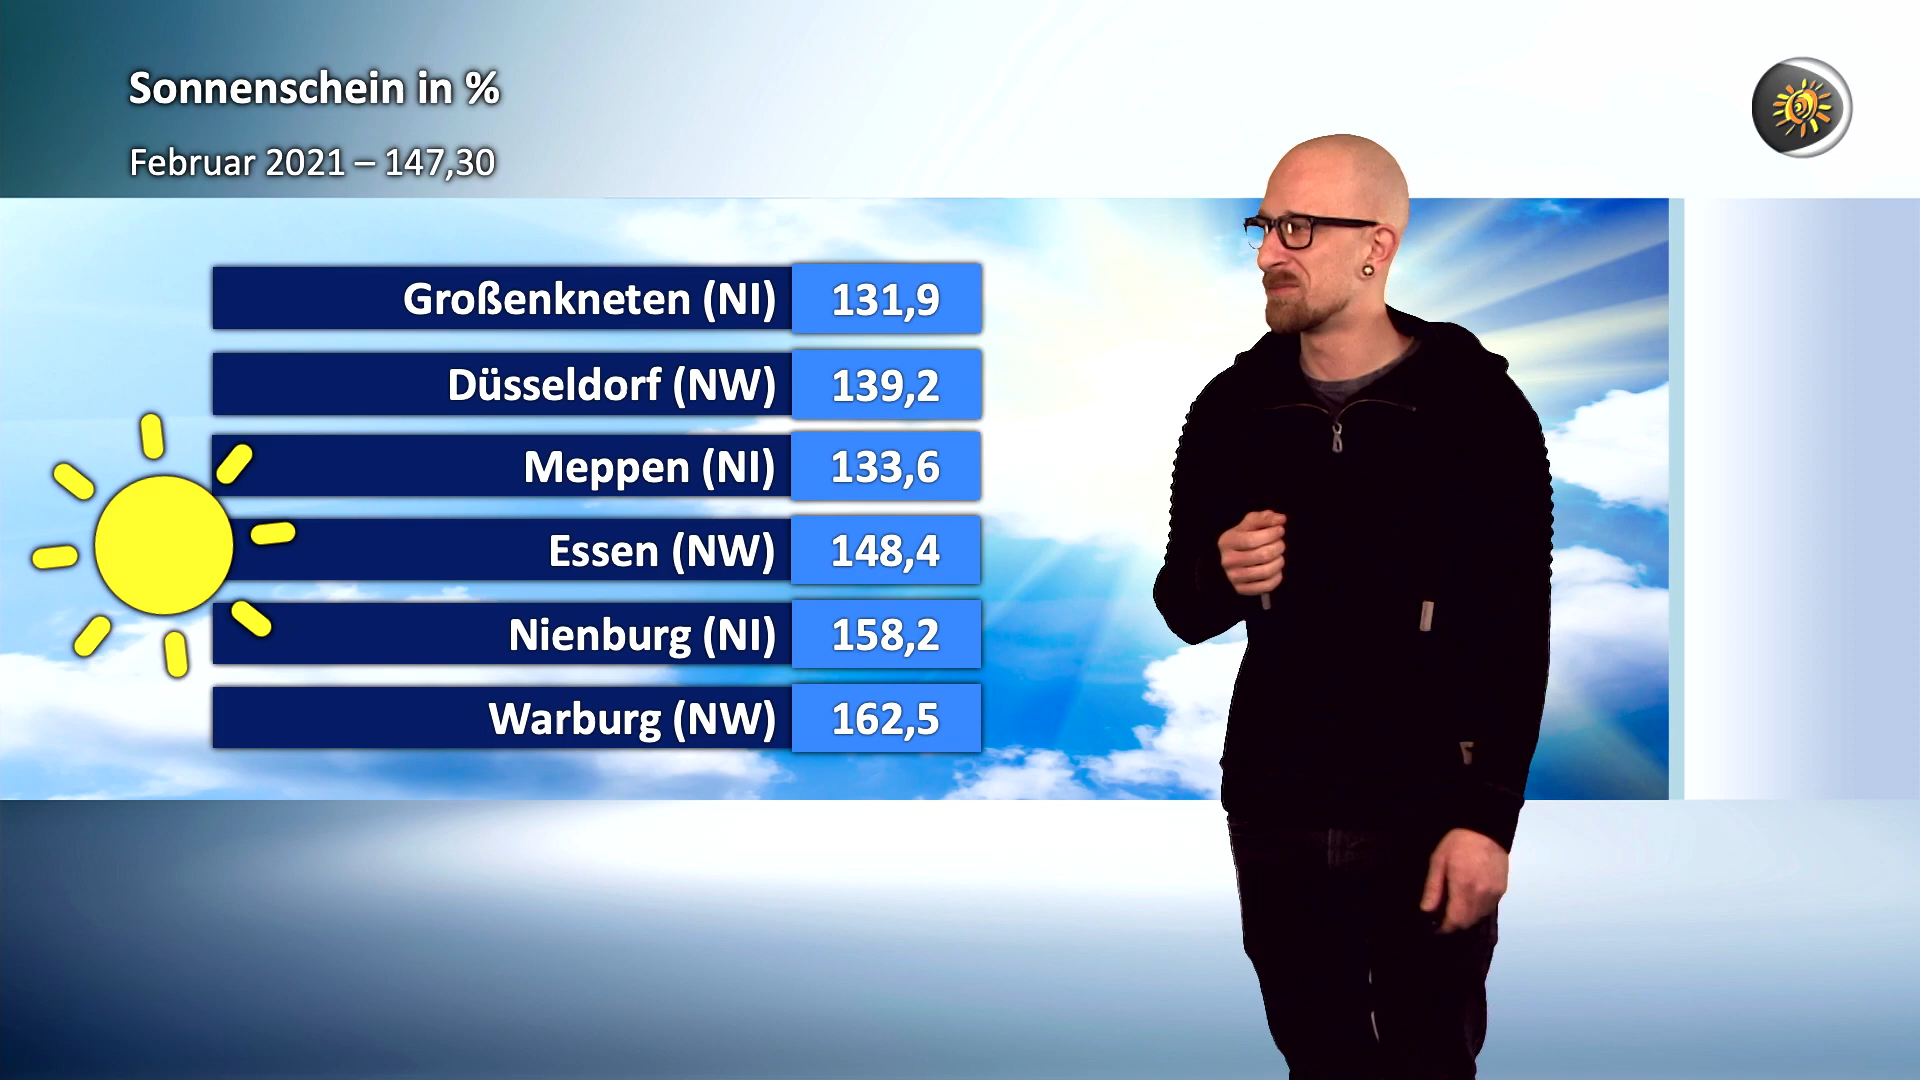 Sonnenschein in %
Februar 2021 – 147,30
Großenkneten (NI) 131,9
Düsseldorf (NW) 139,2
Meppen (NI) 133,6
Essen (NW) 148,4
Nienburg (NI) 158,2
Warburg (NW) 162,5